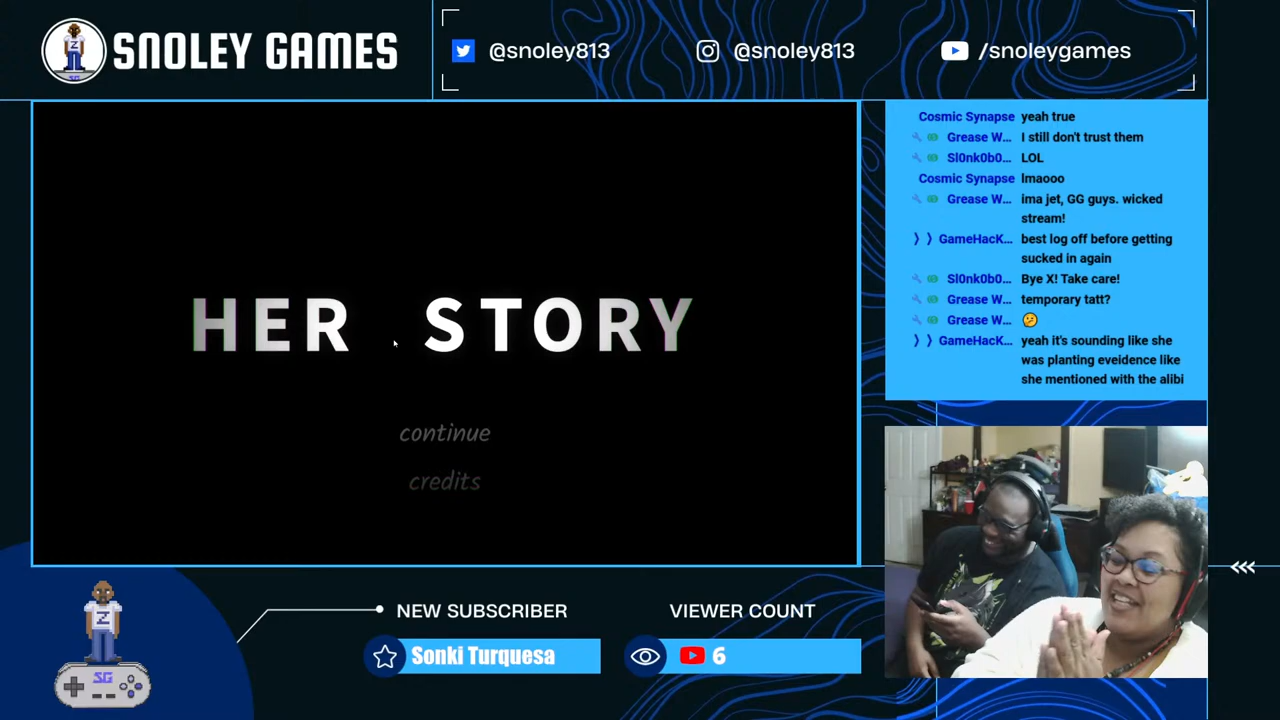 SNOLEY GAMES
@snoley813
@snoley813
/snoleygames
Cosmic Synapse yeah true
Grease W... I still don't trust them
Sl0nk0b0... LOL
Cosmic Synapse lmaooo
Grease W... ima jet, GG guys. wicked
stream!
GameHacK... best log off before getting
sucked in again
Sl0nk0b0... Bye X! Take care!
Grease W... temporary tatt?
Grease W... 🤔
GameHacK... yeah it's sounding like she
was planting eveidence like
she mentioned with the alibi
HER STORY
continue
credits
NEW SUBSCRIBER
Sonki Turquesa
VIEWER COUNT
6
Z
SG